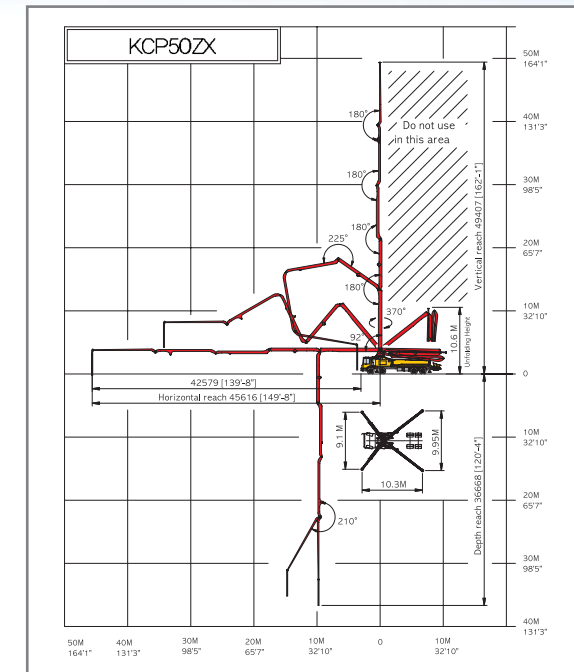 KCP50ZX
50M
164'1"
180°
Do not use
in this area
40M
131'3"
180°
30M
98'5"
Vertical reach 49407 [162'-1"]
180°
225°
20M
65'7"
180°
370°
10M
32'10"
92°
10.6 M
Unfolding Height
0
42579 [139'-8"]
Horizontal reach 45616 [149'-8"]
9.1 M
9.95M
10.3M
10M
32'10"
Depth reach 36668 [120'-4"]
20M
65'7"
210°
30M
98'5"
40M
131'3"
50M 40M 30M 20M 10M 0 10M
164'1" 131'3" 98'5" 65'7" 32'10" 32'10"